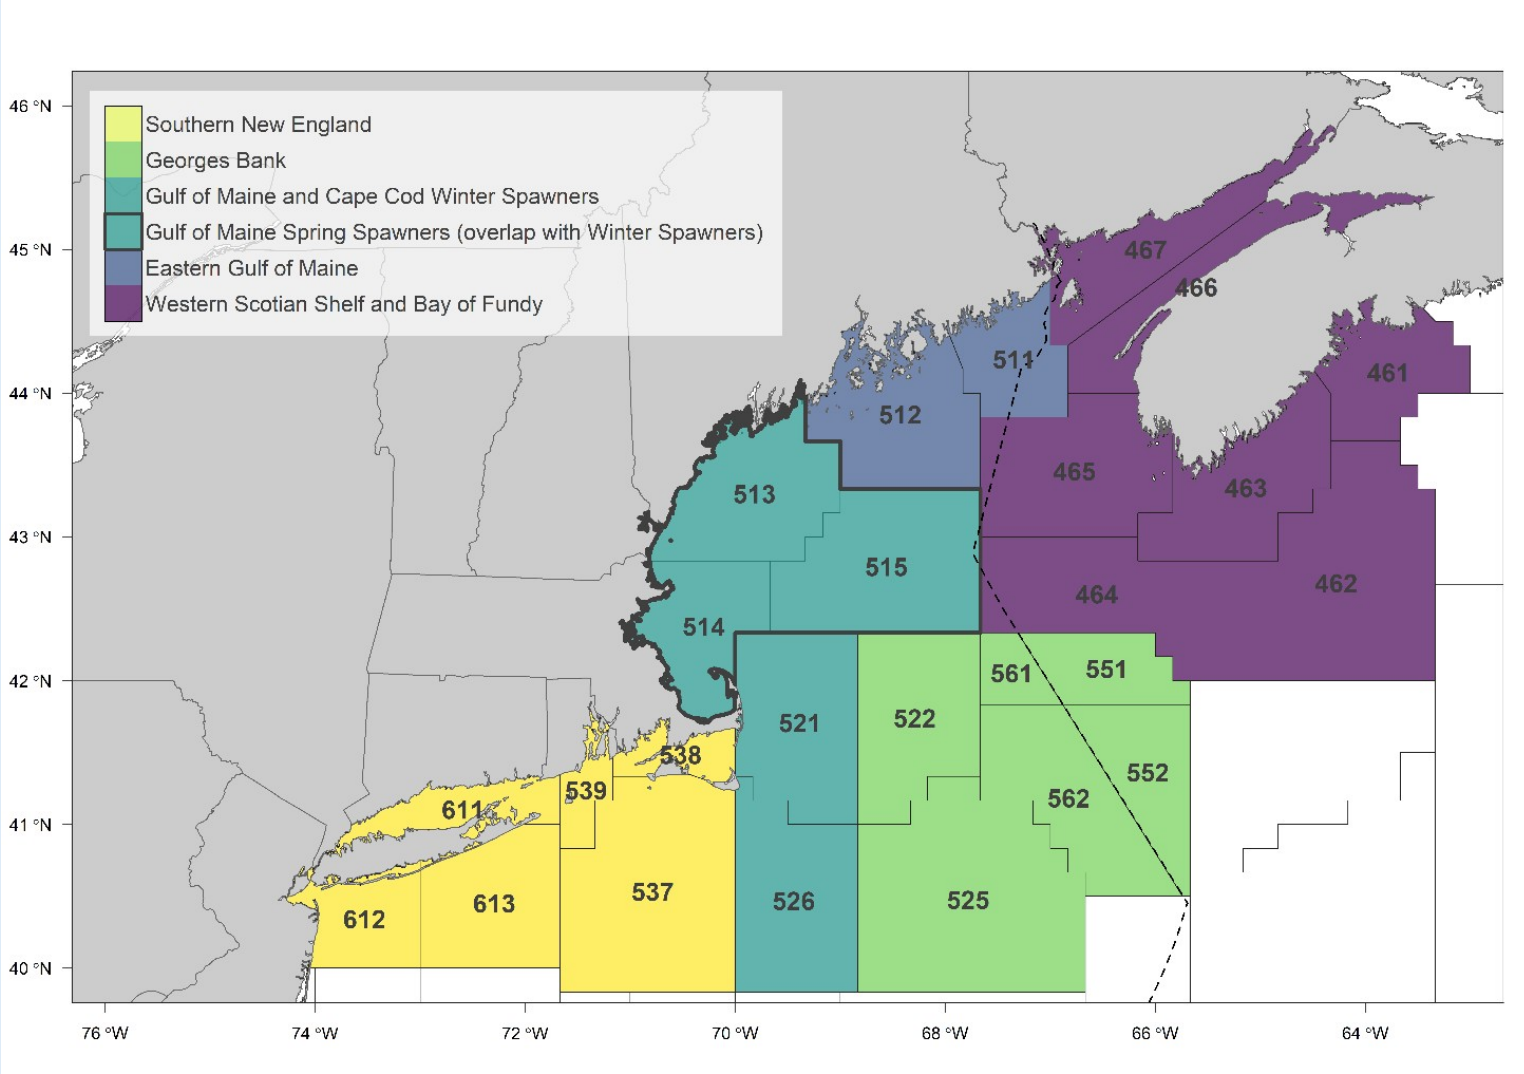 46 °N
Southern New England
Georges Bank
Gulf of Maine and Cape Cod Winter Spawners
Gulf of Maine Spring Spawners (overlap with Winter Spawners)
Eastern Gulf of Maine
Western Scotian Shelf and Bay of Fundy
45 °N
467
466
44 °N
511
461
512
465
463
513
43 °N
515
464
462
514
42 °N
561
551
521
522
538
552
539
562
611
41 °N
537
526
525
613
612
40 °N
76 °W
74 °W
72 °W
70 °W
68 °W
66 °W
64 °W